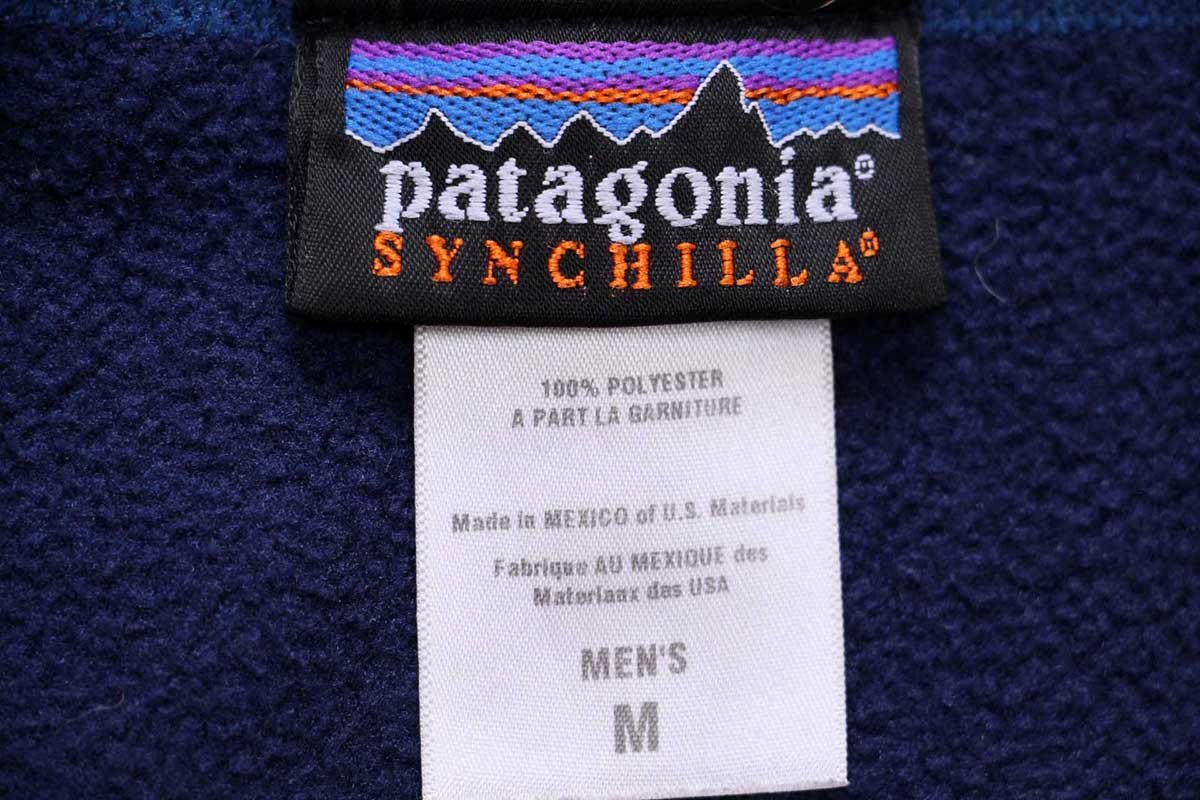 patagonia®
SYNCHILLA®
100% POLYESTER
A PART LA GARNITURE
Made in MEXICO of U.S. Materials
Fabrique AU MEXIQUE des
Materiaux des USA
MEN'S
M